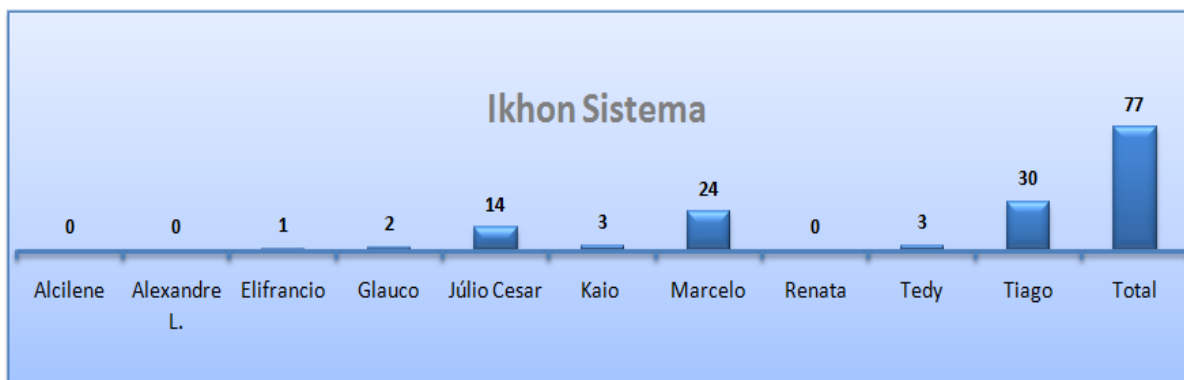 Ikhon Sistema
0
0
1
2
14
3
24
0
3
30
77
Alcilene
Alexandre L.
Elifrancio
Glauco
Júlio Cesar
Kaio
Marcelo
Renata
Tedy
Tiago
Total